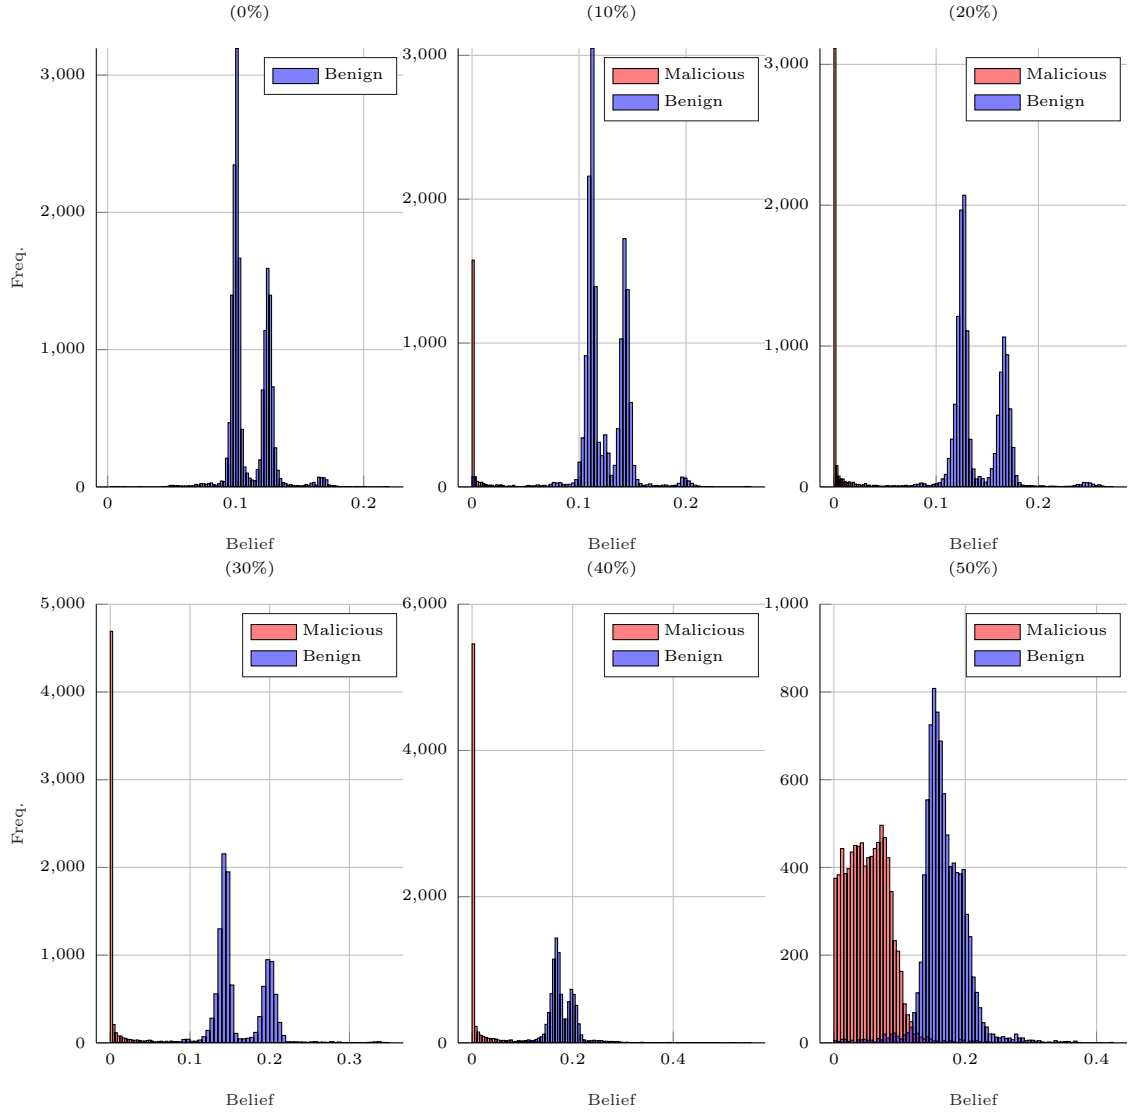 (0%)
(10%)
(20%)
3,000
2,000
1,000
0
Freq.
0
0.1
0.2
Belief
Benign
3,000
2,000
1,000
0
0
0.1
0.2
Belief
Malicious
Benign
3,000
2,000
1,000
0
0
0.1
0.2
Belief
Malicious
Benign
(30%)
(40%)
(50%)
5,000
4,000
3,000
2,000
1,000
0
Freq.
0
0.1
0.2
0.3
Belief
Malicious
Benign
6,000
4,000
2,000
0
0
0.2
0.4
Belief
Malicious
Benign
1,000
800
600
400
200
0
0
0.2
0.4
Belief
Malicious
Benign